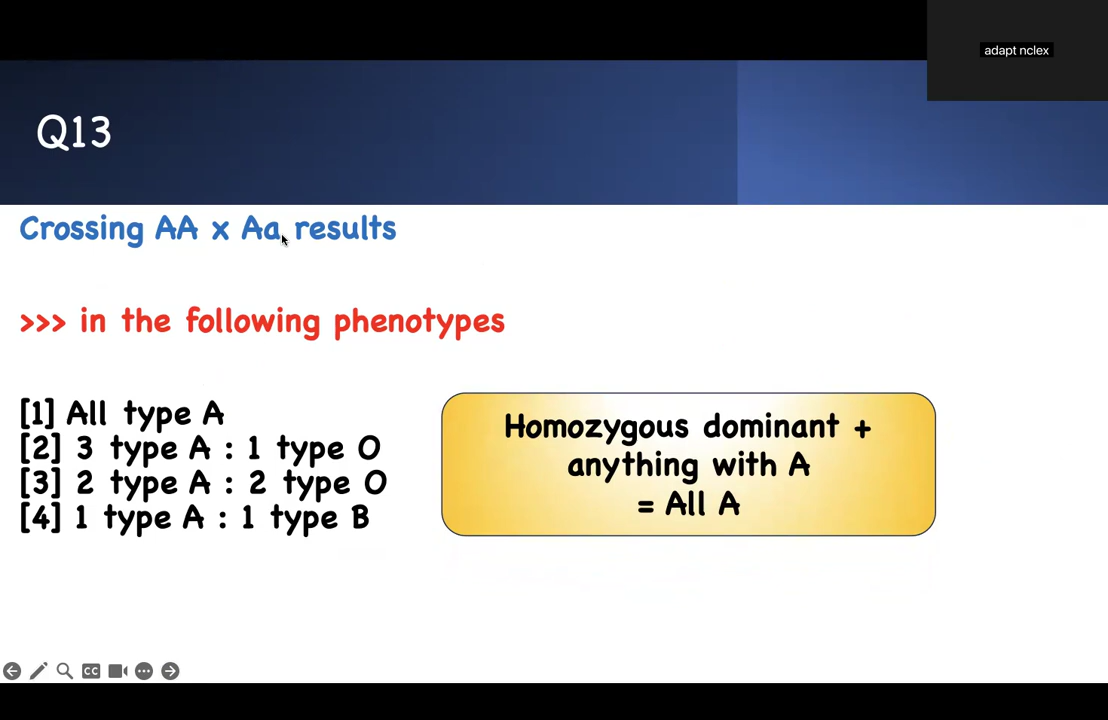 adapt nclex
Q13
Crossing AA x Aa results
>>> in the following phenotypes
[1] All type A
[2] 3 type A : 1 type O
[3] 2 type A : 2 type O
[4] 1 type A : 1 type B
Homozygous dominant +
anything with A
= All A
CC